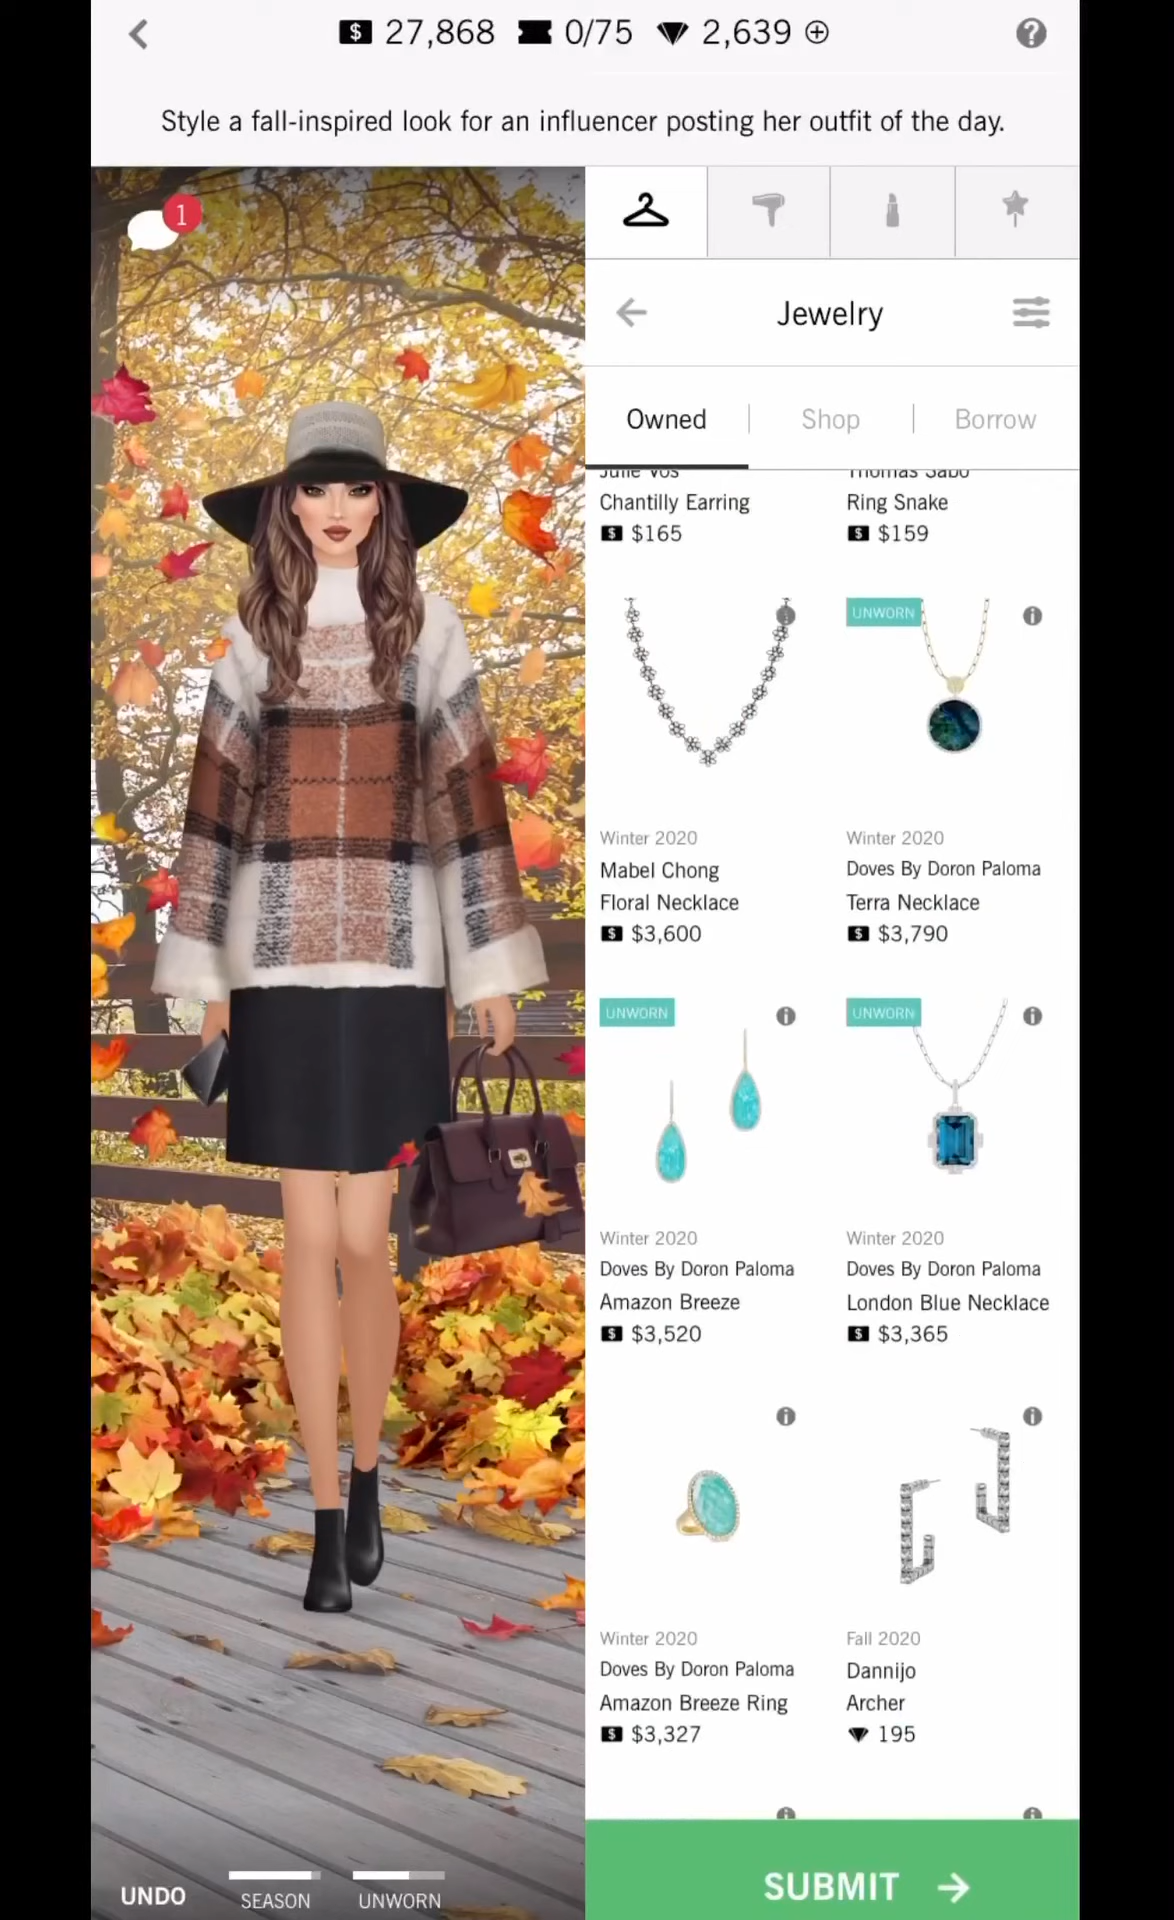 27,868 0/75 2,639
Style a fall-inspired look for an influencer posting her outfit of the day.
1
Jewelry
Owned Shop Borrow
Julie Vos
Chantilly Earring
$165
Thomas Sabo
Ring Snake
$159
Winter 2020
Mabel Chong
Floral Necklace
$3,600
UNWORN
Winter 2020
Doves By Doron Paloma
Terra Necklace
$3,790
UNWORN
Winter 2020
Doves By Doron Paloma
Amazon Breeze
$3,520
UNWORN
Winter 2020
Doves By Doron Paloma
London Blue Necklace
$3,365
Winter 2020
Doves By Doron Paloma
Amazon Breeze Ring
$3,327
Fall 2020
Dannijo
Archer
195
UNDO
SEASON
UNWORN
SUBMIT